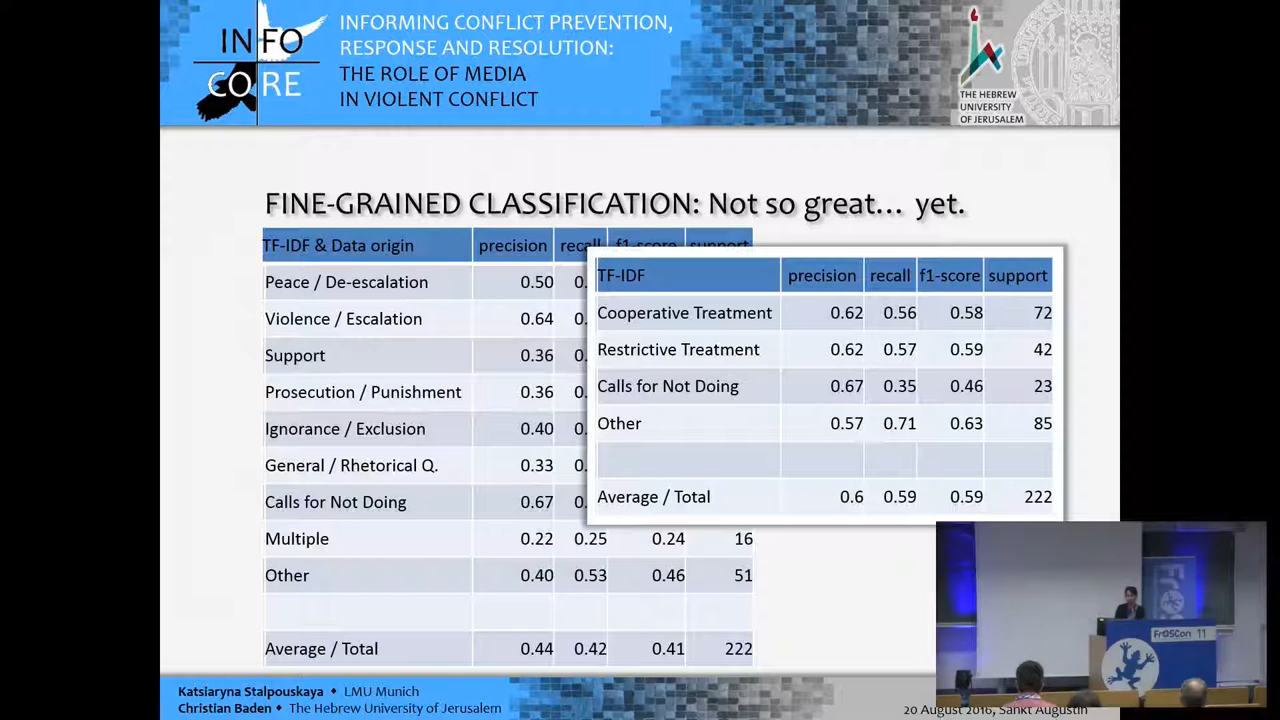 INFO
CORE
INFORMING CONFLICT PREVENTION,
RESPONSE AND RESOLUTION:
THE ROLE OF MEDIA
IN VIOLENT CONFLICT
THE HEBREW
UNIVERSITY
OF JERUSALEM
FINE-GRAINED CLASSIFICATION: Not so great... yet.
TF-IDF & Data origin precision recall f1-score support
Peace / De-escalation 0.50 0.
Violence / Escalation 0.64 0.
Support 0.36 0.
Prosecution / Punishment 0.36 0.
Ignorance / Exclusion 0.40 0.
General / Rhetorical Q. 0.33 0.
Calls for Not Doing 0.67 0.
Multiple 0.22 0.25 0.24 16
Other 0.40 0.53 0.46 51
Average / Total 0.44 0.42 0.41 222
TF-IDF precision recall f1-score support
Cooperative Treatment 0.62 0.56 0.58 72
Restrictive Treatment 0.62 0.57 0.59 42
Calls for Not Doing 0.67 0.35 0.46 23
Other 0.57 0.71 0.63 85
Average / Total 0.6 0.59 0.59 222
FrOSCon 11
Katsiaryna Stalpouskaya ◆ LMU Munich
Christian Baden ◆ The Hebrew University of Jerusalem
20 August 2016, Sankt Augustin